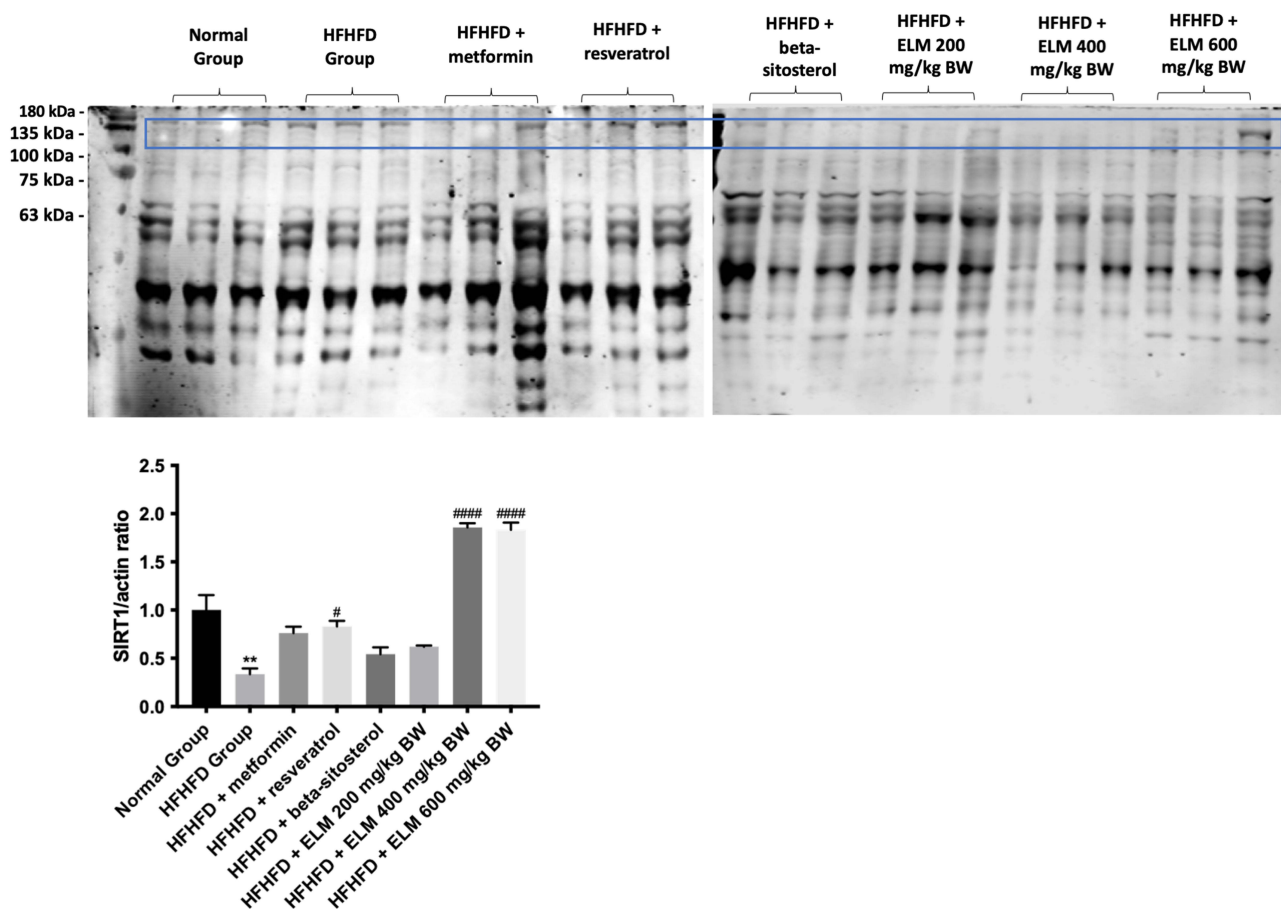 Normal
Group
HFHFD
Group
HFHFD +
metformin
HFHFD +
resveratrol
HFHFD +
beta-
sitosterol
HFHFD +
ELM 200
mg/kg BW
HFHFD +
ELM 400
mg/kg BW
HFHFD +
ELM 600
mg/kg BW
180 kDa -
135 kDa -
100 kDa -
75 kDa -
63 kDa -
SIRT1/actin ratio
2.5
2.0
1.5
1.0
0.5
0.0
**
#
####
####
Normal Group
HFHFD Group
HFHFD + metformin
HFHFD + resveratrol
HFHFD + beta-sitosterol
HFHFD + ELM 200 mg/kg BW
HFHFD + ELM 400 mg/kg BW
HFHFD + ELM 600 mg/kg BW